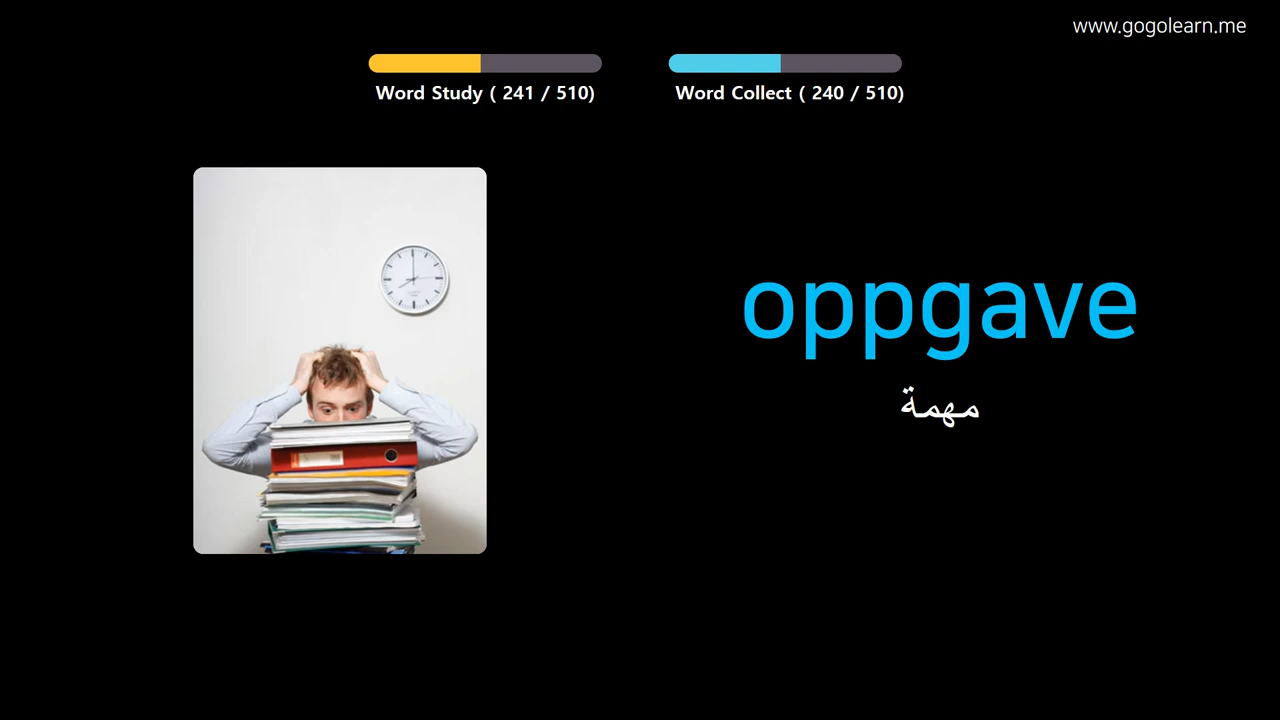 www.gogolearn.me
Word Study ( 241 / 510)
Word Collect ( 240 / 510)
oppgave
مهمة